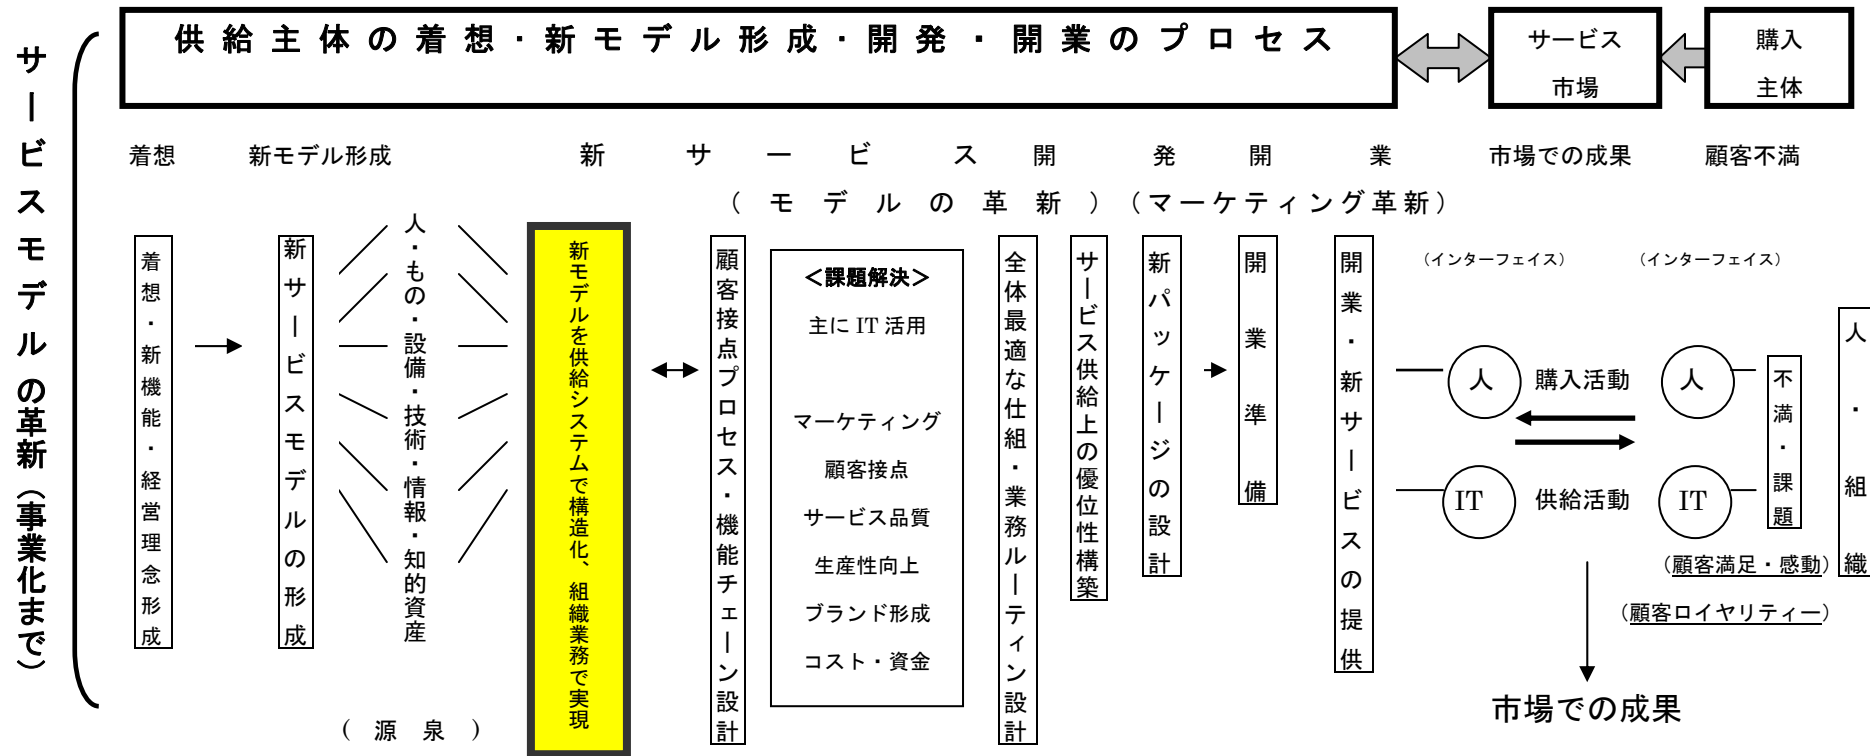 サービスモデルの革新（事業化まで）
供給主体の着想・新モデル形成・開発・開業のプロセス
サービス
市場
購入
主体
着想
新モデル形成
新サービス開発開業
市場での成果
顧客不満
（モデルの革新）（マーケティング革新）
着想・新機能・経営理念形成
新サービスモデルの形成
人・もの・設備・技術・情報・知的資産
（源泉）
新モデルを供給システムで構造化、組織業務で実現
顧客接点プロセス・機能チェーン設計
＜課題解決＞
主に IT 活用
マーケティング
顧客接点
サービス品質
生産性向上
ブランド形成
コスト・資金
全体最適な仕組・業務ルーティン設計
サービス供給上の優位性構築
新パッケージの設計
開業準備
開業・新サービスの提供
（インターフェイス）
（インターフェイス）
人
購入活動
人
IT
供給活動
IT
不満・課題
人・組織
（顧客満足・感動）
（顧客ロイヤリティー）
市場での成果